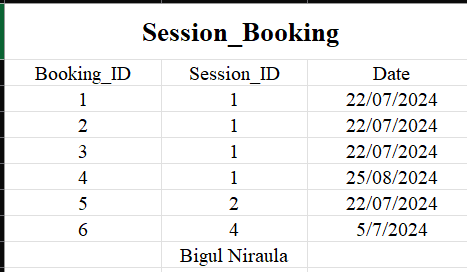 Session_Booking
Booking_ID Session_ID Date
1 1 22/07/2024
2 1 22/07/2024
3 1 22/07/2024
4 1 25/08/2024
5 2 22/07/2024
6 4 5/7/2024
Bigul Niraula